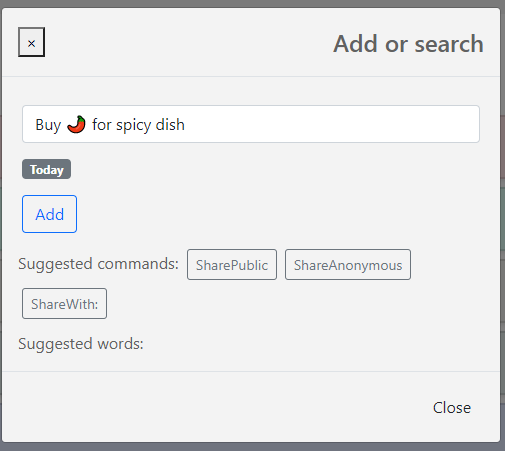 × Add or search
Buy 🌶 for spicy dish
Today
Add
Suggested commands: SharePublic ShareAnonymous
ShareWith:
Suggested words:
Close